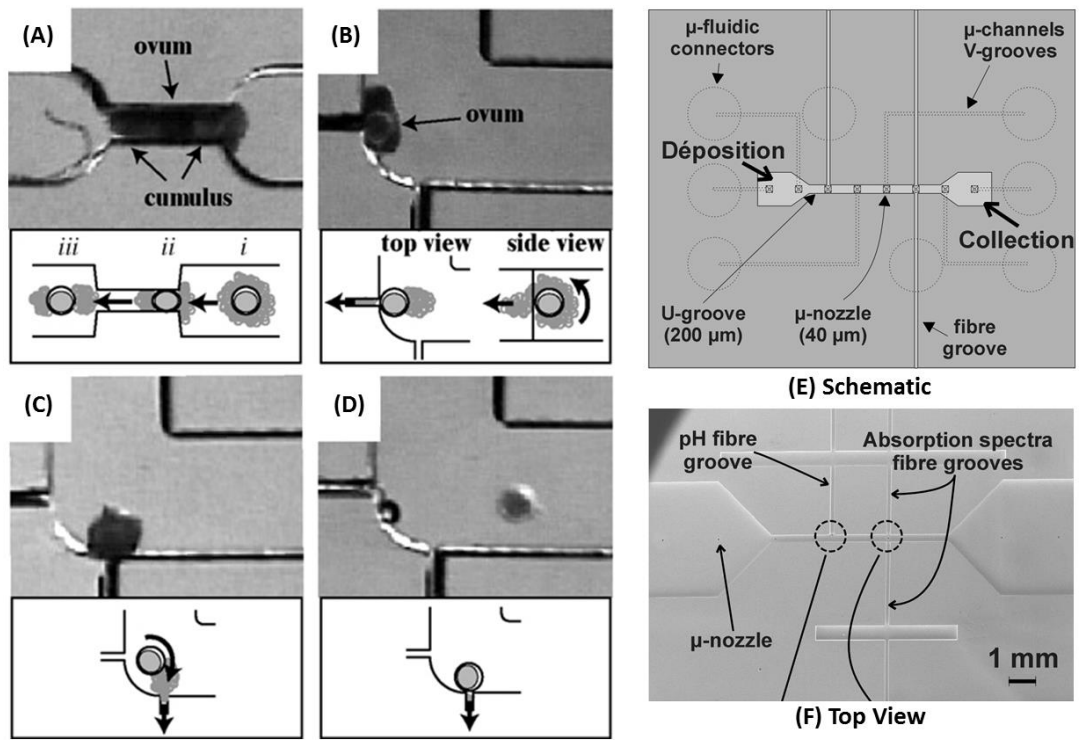 (A)
ovum
cumulus
iii ii i
(B)
ovum
top view side view
(C)
(D)
µ-fluidic
connectors
µ-channels
V-grooves
Déposition
Collection
U-groove
(200 µm)
µ-nozzle
(40 µm)
fibre
groove
(E) Schematic
pH fibre
groove
Absorption spectra
fibre grooves
µ-nozzle
1 mm
(F) Top View